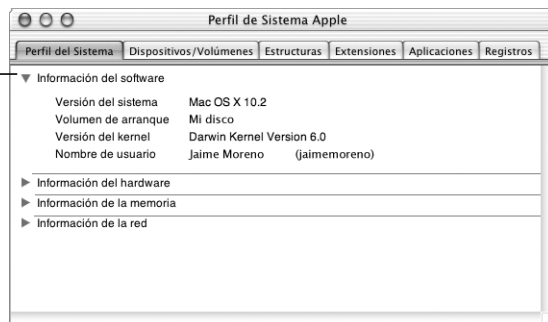 Perfil de Sistema Apple
Perfil del Sistema Dispositivos/Volúmenes Estructuras Extensiones Aplicaciones Registros
Información del software
Versión del sistema Mac OS X 10.2
Volumen de arranque Mi disco
Versión del kernel Darwin Kernel Version 6.0
Nombre de usuario Jaime Moreno (jaimemoreno)
Información del hardware
Información de la memoria
Información de la red